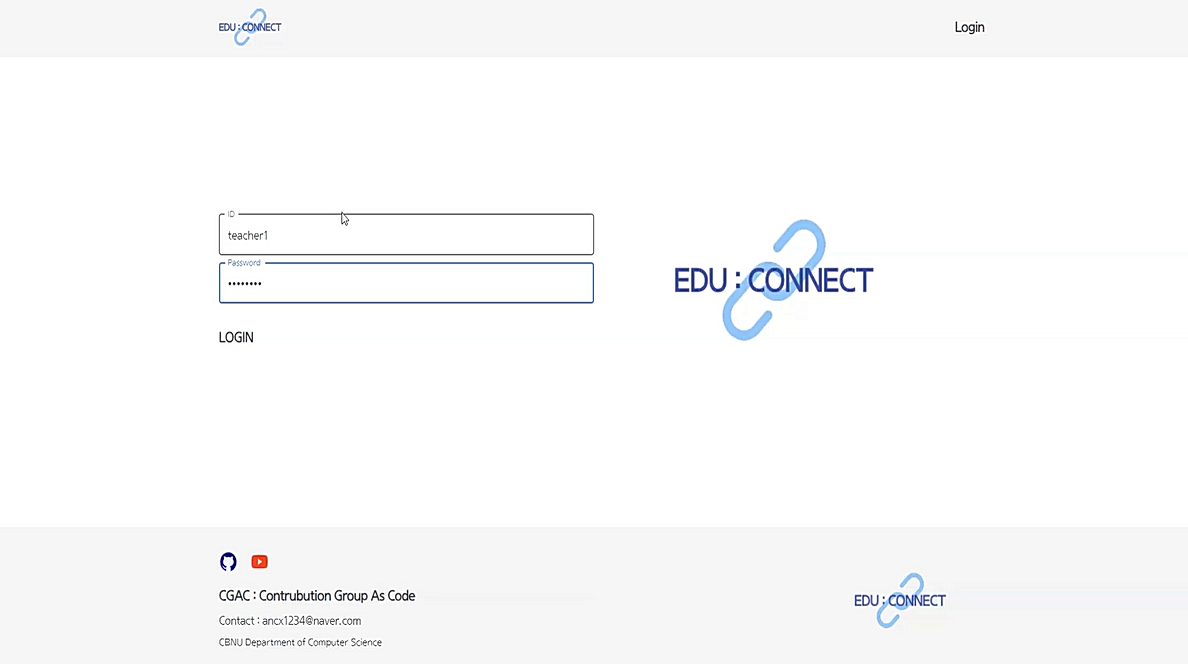 EDU : CONNECT
Login
ID
teacher1
Password
••••••••
LOGIN
EDU : CONNECT
CGAC : Contrubution Group As Code
Contact : ancx1234@naver.com
CBNU Department of Computer Science
EDU : CONNECT